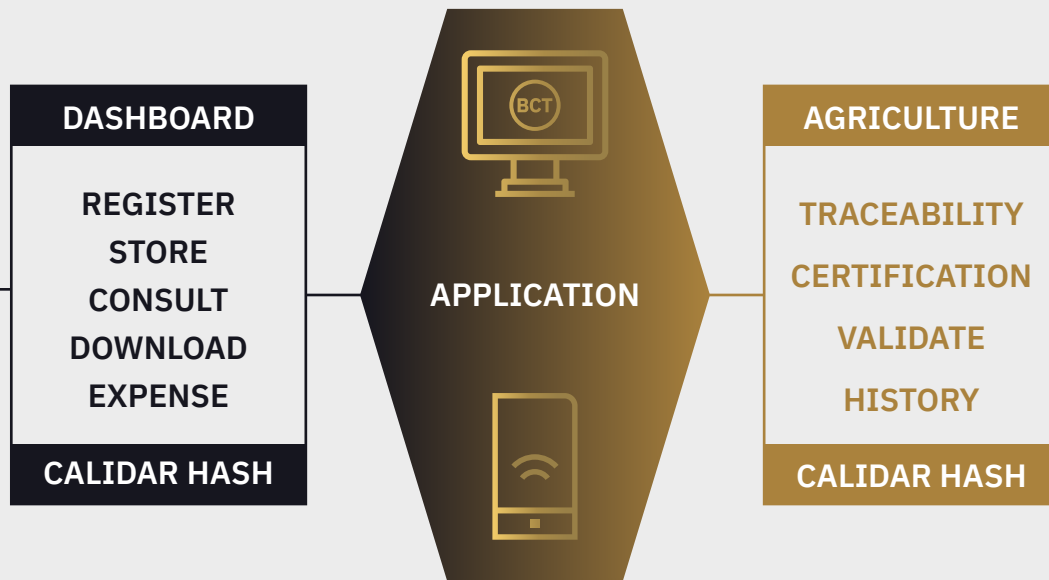 DASHBOARD
REGISTER
STORE
CONSULT
DOWNLOAD
EXPENSE
CALIDAR HASH
BCT
APPLICATION
AGRICULTURE
TRACEABILITY
CERTIFICATION
VALIDATE
HISTORY
CALIDAR HASH